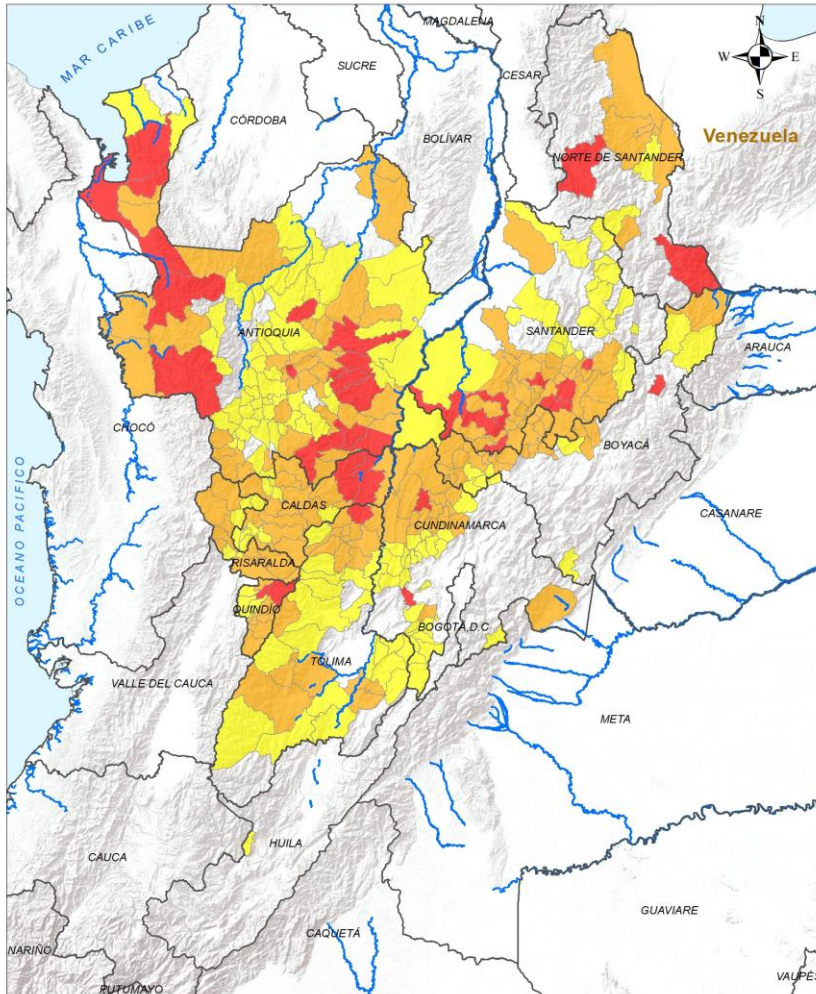 MAGDALENA
MAR CARIBE
N
W E
S
SUCRE
CESAR
CÓRDOBA
BOLÍVAR
Venezuela
NORTE DE SANTANDER
ANTIOQUIA
SANTANDER
ARAUCA
CHOCÓ
BOYACÁ
OCEANO PACIFICO
CALDAS
CUNDINAMARCA
CASANARE
RISARALDA
QUINDÍO
BOGOTÁ, D.C
TOLIMA
VALLE DEL CAUCA
META
HUILA
CAUCA
GUAVIARE
CAQUETÁ
NARIÑO
PUTUMAYO
VAUPÉS